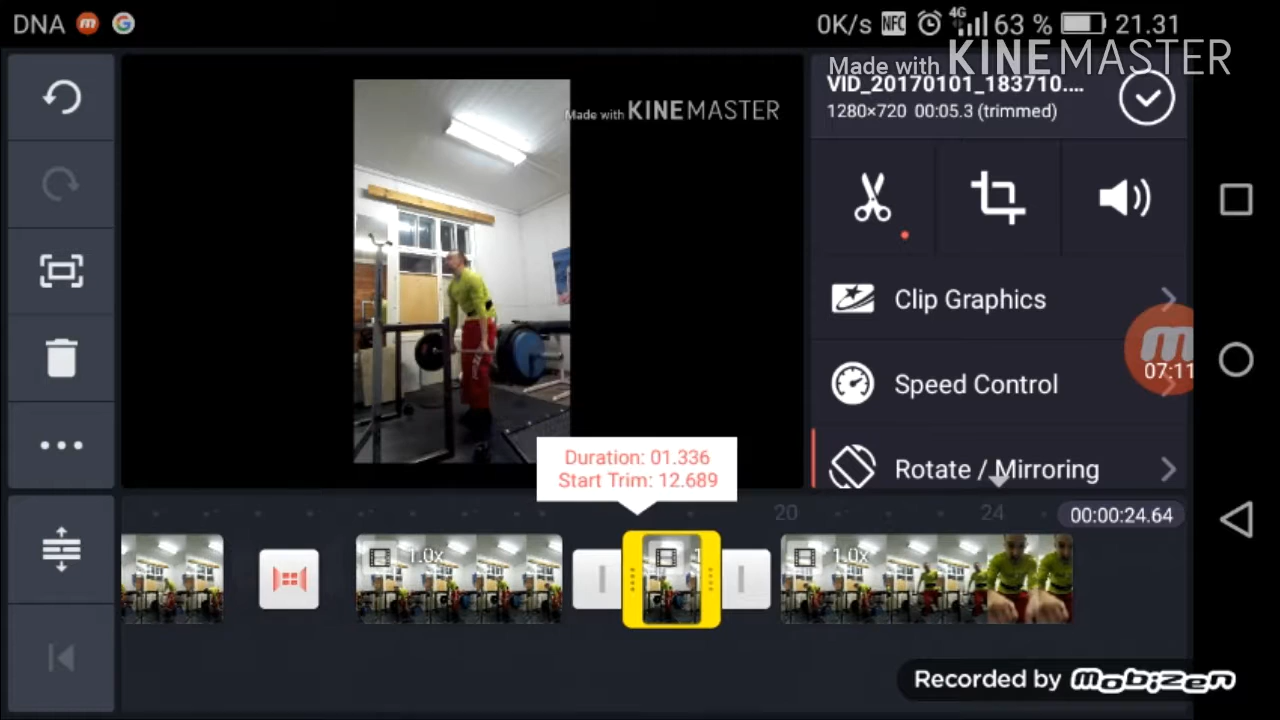 DNA
0K/s NFC 4G 63 % 21.31
Made with KINEMASTER
VID_20170101_183710....
1280×720 00:05.3 (trimmed)
Made with KINEMASTER
Clip Graphics
07:11
Speed Control
Rotate / Mirroring
Duration: 01.336
Start Trim: 12.689
20
24
00:00:24.64
1.0x
1
1.0x
Recorded by mobizen